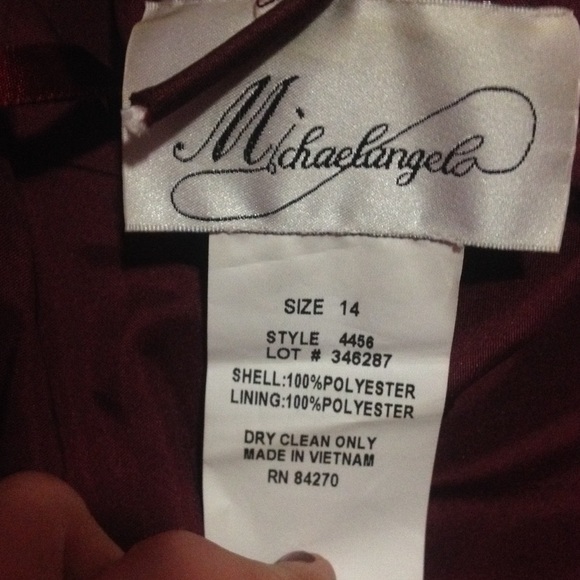 Michaelangelo
SIZE 14
STYLE 4456
LOT # 346287
SHELL:100%POLYESTER
LINING:100%POLYESTER
DRY CLEAN ONLY
MADE IN VIETNAM
RN 84270